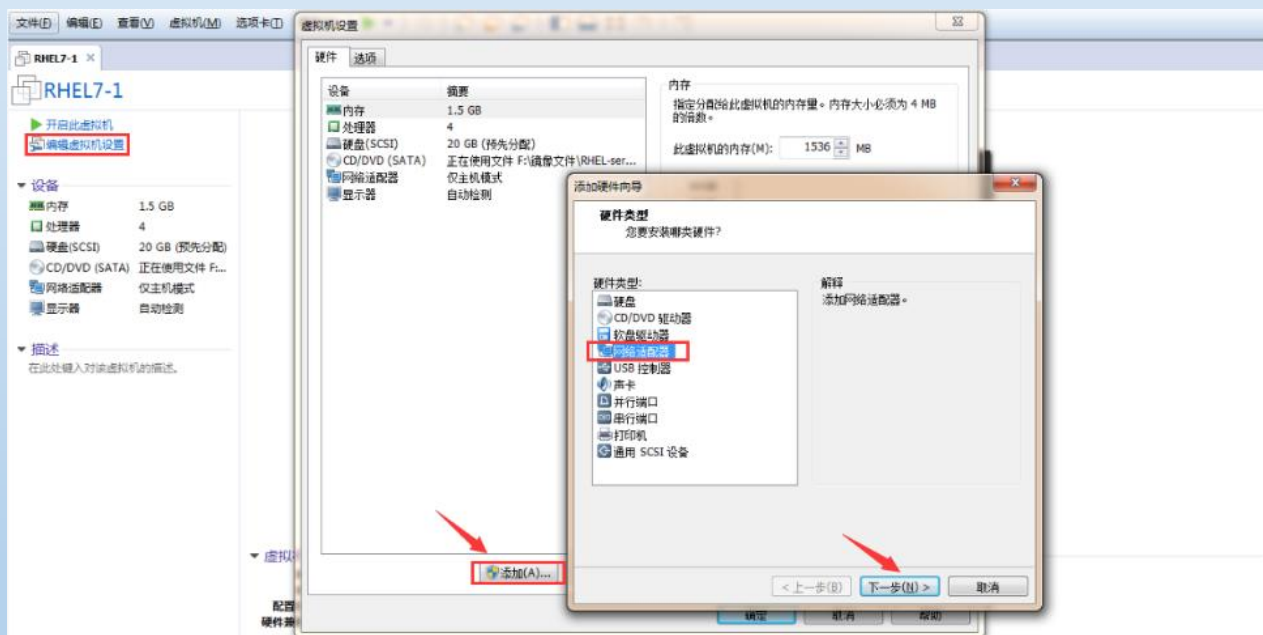 文件(F) 编辑(E) 查看(V) 虚拟机(M) 选项卡(T)
RHEL7-1 ×
RHEL7-1
开启此虚拟机
编辑虚拟机设置
设备
内存 1.5 GB
处理器 4
硬盘(SCSI) 20 GB (预先分配)
CD/DVD (SATA) 正在使用文件 F:...
网络适配器 仅主机模式
显示器 自动检测
描述
在此处键入对该虚拟机的描述。
虚拟机设置
硬件 选项
设备 摘要
内存 1.5 GB
处理器 4
硬盘(SCSI) 20 GB (预先分配)
CD/DVD (SATA) 正在使用文件 F:\镜像文件\RHEL-ser...
网络适配器 仅主机模式
显示器 自动检测
内存
指定分配给此虚拟机的内存量。内存大小必须为 4 MB
的倍数。
此虚拟机的内存(M): 1536 MB
添加(A)...
添加硬件向导
硬件类型
您要安装哪类硬件?
硬件类型:
硬盘
CD/DVD 驱动器
软盘驱动器
网络适配器
USB 控制器
声卡
并行端口
串行端口
打印机
通用 SCSI 设备
解释
添加网络适配器。
< 上一步(B) 下一步(N) > 取消
虚拟
配置
硬件兼
确定 取消 帮助